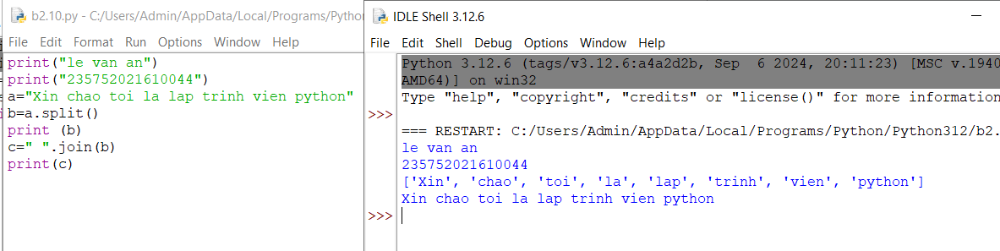 b2.10.py - C:/Users/Admin/AppData/Local/Programs/Python
File Edit Format Run Options Window Help
print("le van an")
print("235752021610044")
a="Xin chao toi la lap trinh vien python"
b=a.split()
print (b)
c=" ".join(b)
print(c)
IDLE Shell 3.12.6
File Edit Shell Debug Options Window Help
Python 3.12.6 (tags/v3.12.6:a4a2d2b, Sep 6 2024, 20:11:23) [MSC v.1940
AMD64)] on win32
Type "help", "copyright", "credits" or "license()" for more information
>>>
=== RESTART: C:/Users/Admin/AppData/Local/Programs/Python/Python312/b2.
le van an
235752021610044
['Xin', 'chao', 'toi', 'la', 'lap', 'trinh', 'vien', 'python']
Xin chao toi la lap trinh vien python
>>>